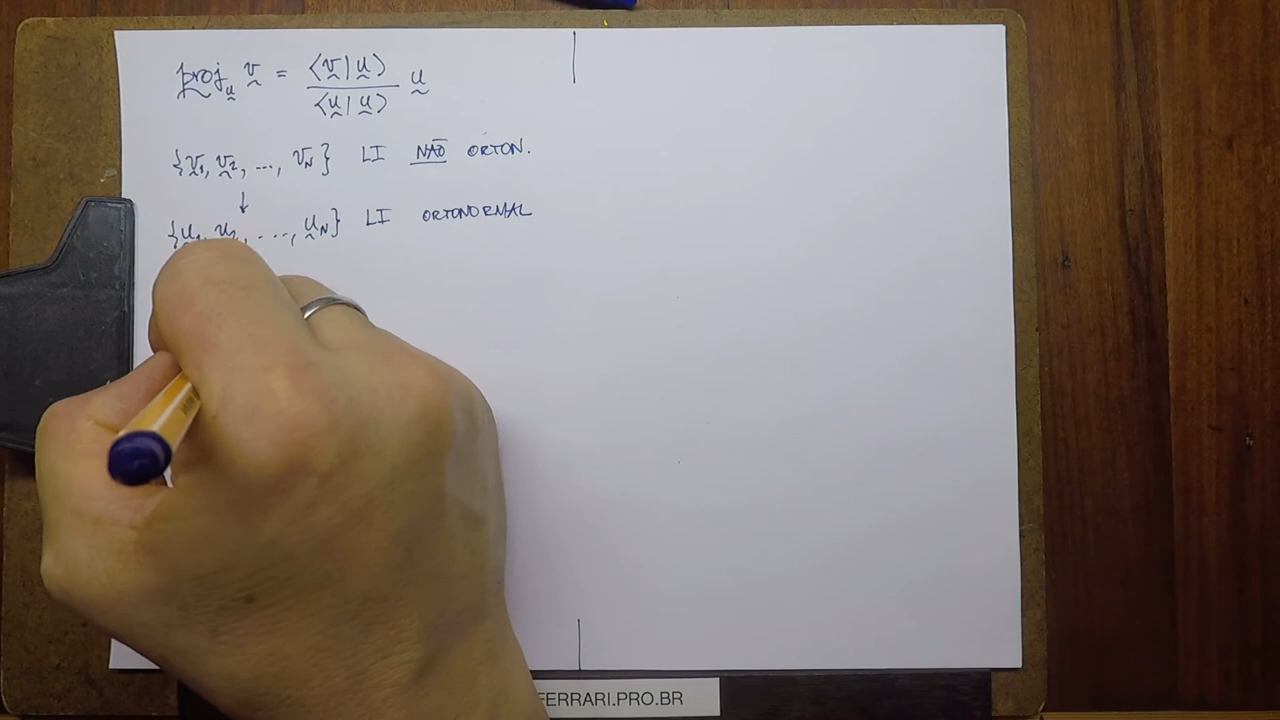 proj_u v = ⟨v|u⟩ / ⟨u|u⟩ u
{v₁, v₂, ..., v_N} LI NÃO ORTON.
↓
{u₁, u₂, ..., u_N} LI ORTONORMAL
FERRARI.PRO.BR